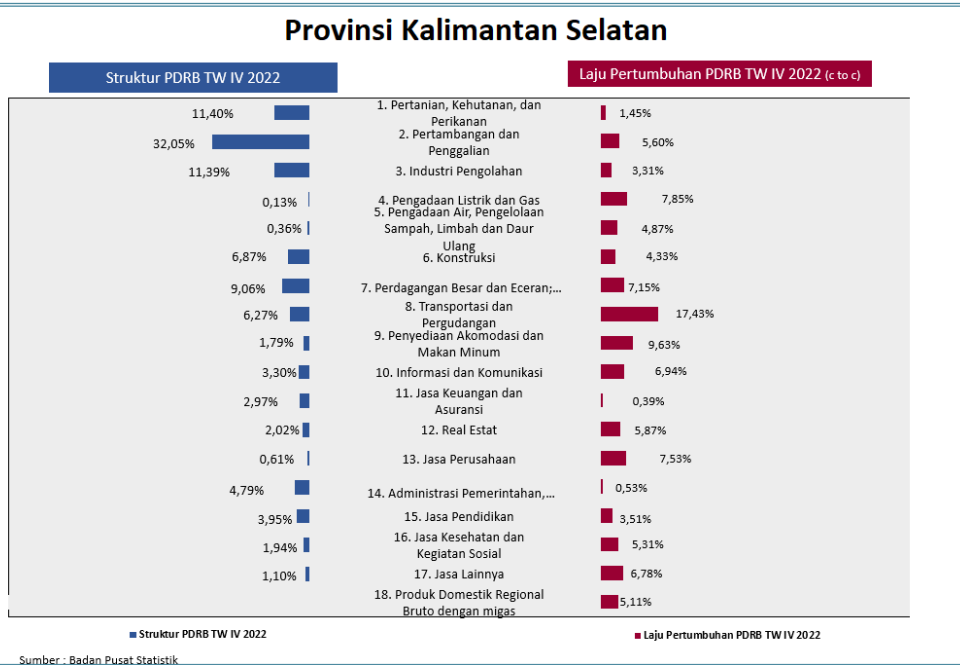 Provinsi Kalimantan Selatan
Struktur PDRB TW IV 2022
Laju Pertumbuhan PDRB TW IV 2022 (c to c)
11,40%
1. Pertanian, Kehutanan, dan
Perikanan
1,45%
32,05%
2. Pertambangan dan
Penggalian
5,60%
11,39%
3. Industri Pengolahan
3,31%
0,13%
4. Pengadaan Listrik dan Gas
7,85%
0,36%
5. Pengadaan Air, Pengelolaan
Sampah, Limbah dan Daur
Ulang
4,87%
6,87%
6. Konstruksi
4,33%
9,06%
7. Perdagangan Besar dan Eceran;...
7,15%
6,27%
8. Transportasi dan
Pergudangan
17,43%
1,79%
9. Penyediaan Akomodasi dan
Makan Minum
9,63%
3,30%
10. Informasi dan Komunikasi
6,94%
2,97%
11. Jasa Keuangan dan
Asuransi
0,39%
2,02%
12. Real Estat
5,87%
0,61%
13. Jasa Perusahaan
7,53%
4,79%
14. Administrasi Pemerintahan,...
0,53%
3,95%
15. Jasa Pendidikan
3,51%
1,94%
16. Jasa Kesehatan dan
Kegiatan Sosial
5,31%
1,10%
17. Jasa Lainnya
6,78%
18. Produk Domestik Regional
Bruto dengan migas
5,11%
Struktur PDRB TW IV 2022
Laju Pertumbuhan PDRB TW IV 2022
Sumber : Badan Pusat Statistik